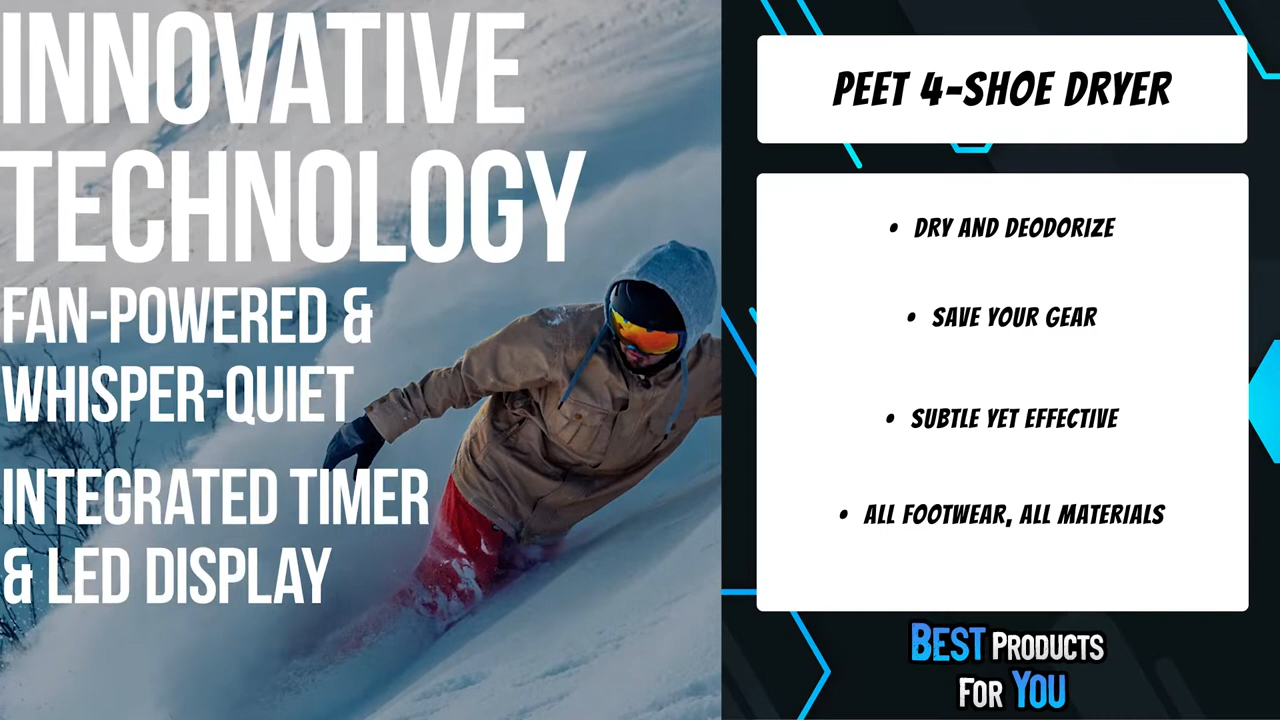 INNOVATIVE
TECHNOLOGY
FAN-POWERED &
WHISPER-QUIET
INTEGRATED TIMER
& LED DISPLAY
PEET 4-SHOE DRYER
• DRY AND DEODORIZE
• SAVE YOUR GEAR
• SUBTLE YET EFFECTIVE
• ALL FOOTWEAR, ALL MATERIALS
BEST PRODUCTS
FOR YOU